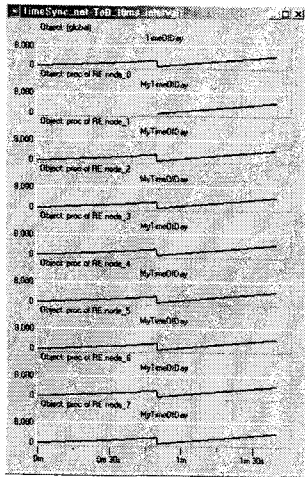 TimeSync_net-ToD_10ms_interval
Object: (global)
TimeOfDay
8,000
0
Object: proc of RE node_0
MyTimeOfDay
8,000
0
Object: proc of RE node_1
MyTimeOfDay
8,000
0
Object: proc of RE node_2
MyTimeOfDay
8,000
0
Object: proc of RE node_3
MyTimeOfDay
8,000
0
Object: proc of RE node_4
MyTimeOfDay
8,000
0
Object: proc of RE node_5
MyTimeOfDay
8,000
0
Object: proc of RE node_6
MyTimeOfDay
8,000
0
Object: proc of RE node_7
MyTimeOfDay
8,000
0
0m 0m 30s 1m 1m 30s